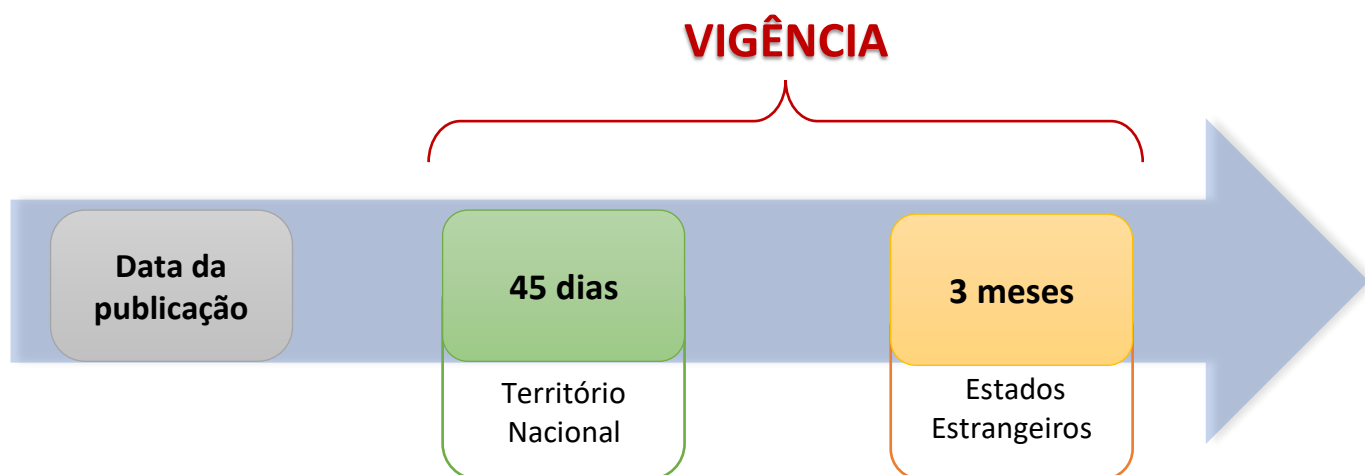 VIGÊNCIA
Data da
publicação
45 dias
3 meses
Território
Nacional
Estados
Estrangeiros